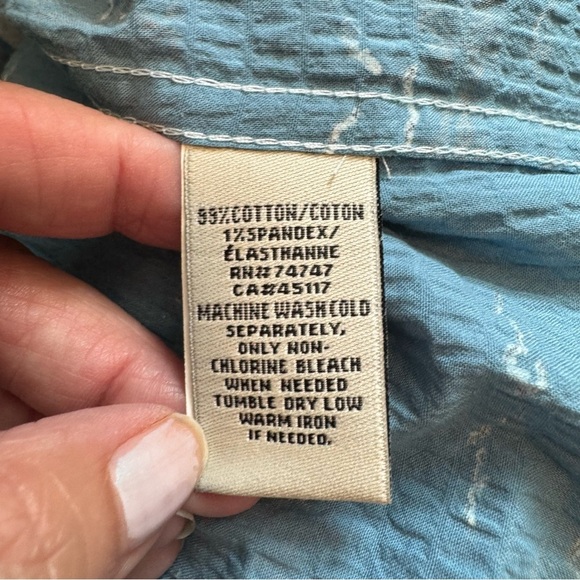 99%COTTON/COTON
1%SPANDEX/
ÉLASTHANNE
RN#74747
CA#45117
MACHINE WASH COLD
SEPARATELY,
ONLY NON-
CHLORINE BLEACH
WHEN NEEDED
TUMBLE DRY LOW
WARM IRON
IF NEEDED.